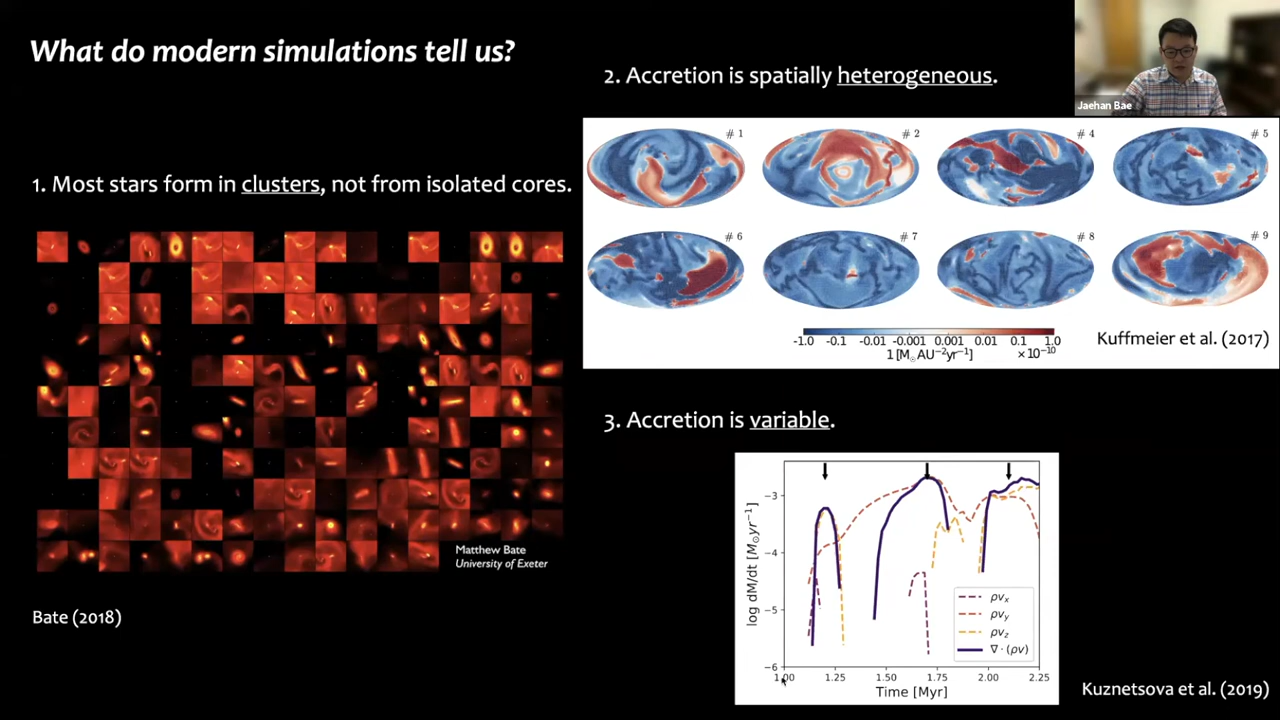 What do modern simulations tell us?
1. Most stars form in clusters, not from isolated cores.
Matthew Bate
University of Exeter
Bate (2018)
2. Accretion is spatially heterogeneous.
Jaehan Bae
# 1
# 2
# 4
# 5
# 6
# 7
# 8
# 9
-1.0 -0.1 -0.01 -0.001 0.001 0.01 0.1 1.0
1 [M☉AU⁻²yr⁻¹] ×10⁻¹⁰
Kuffmeier et al. (2017)
3. Accretion is variable.
log dM/dt [M☉yr⁻¹]
−3
−4
−5
−6
ρvx
ρvy
ρvz
∇ · (ρv)
1.00 1.25 1.50 1.75 2.00 2.25
Time [Myr]
Kuznetsova et al. (2019)